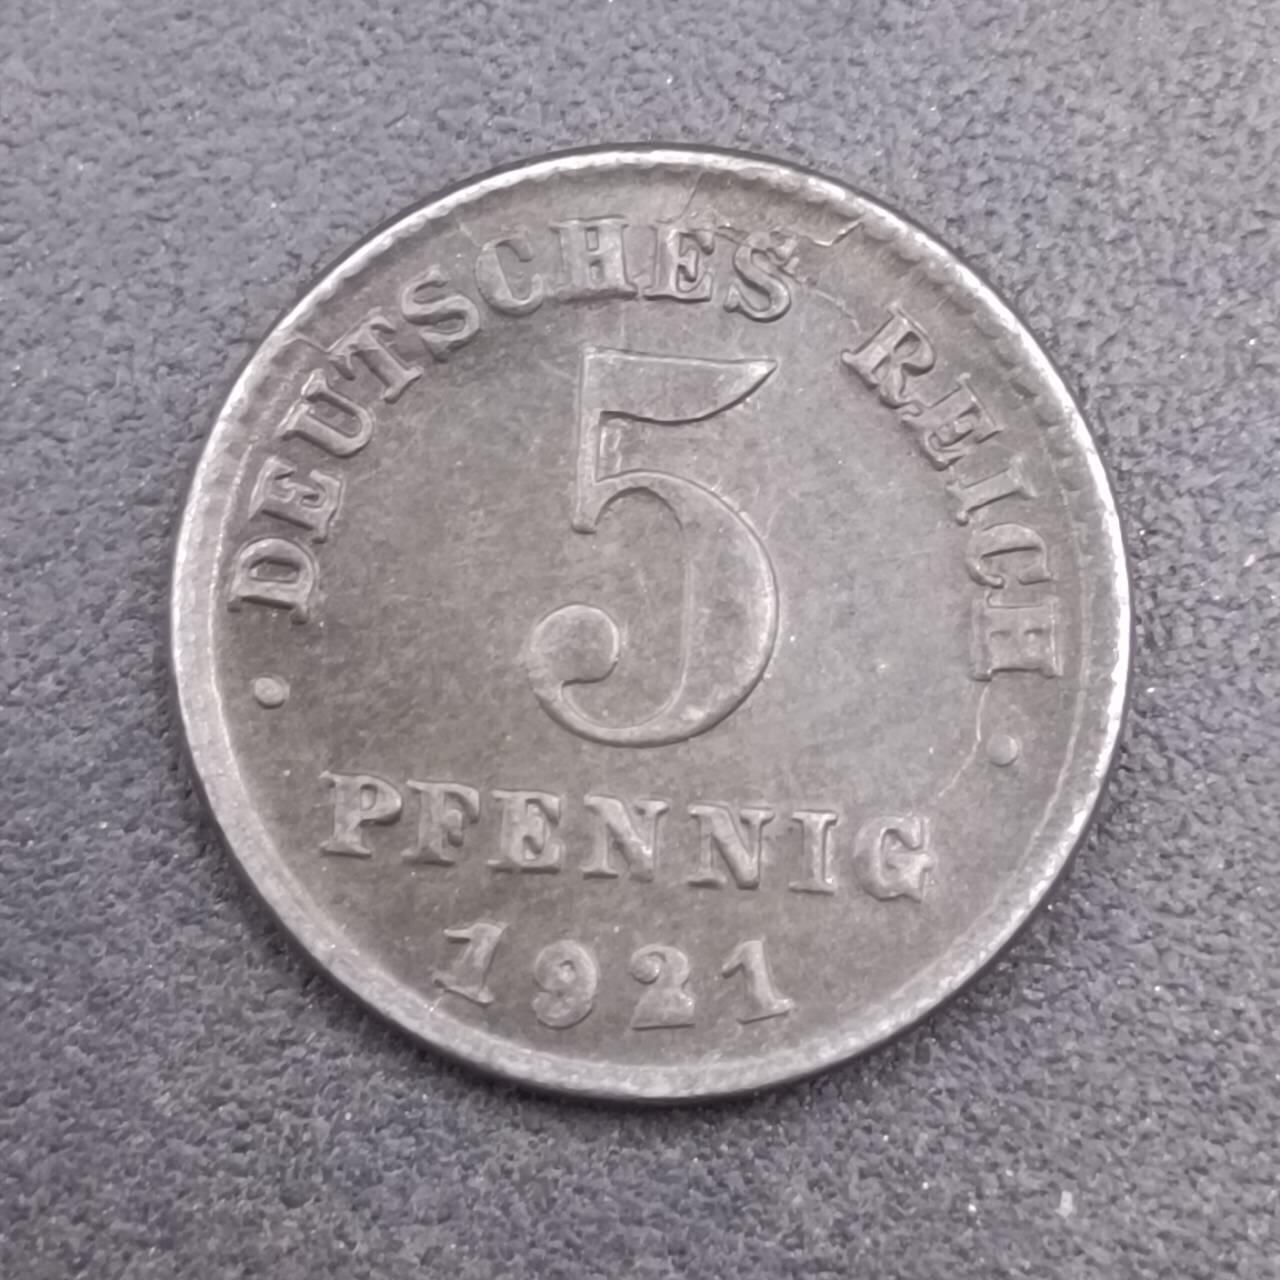 DEUTSCHES REICH
5
PFENNIG
1921